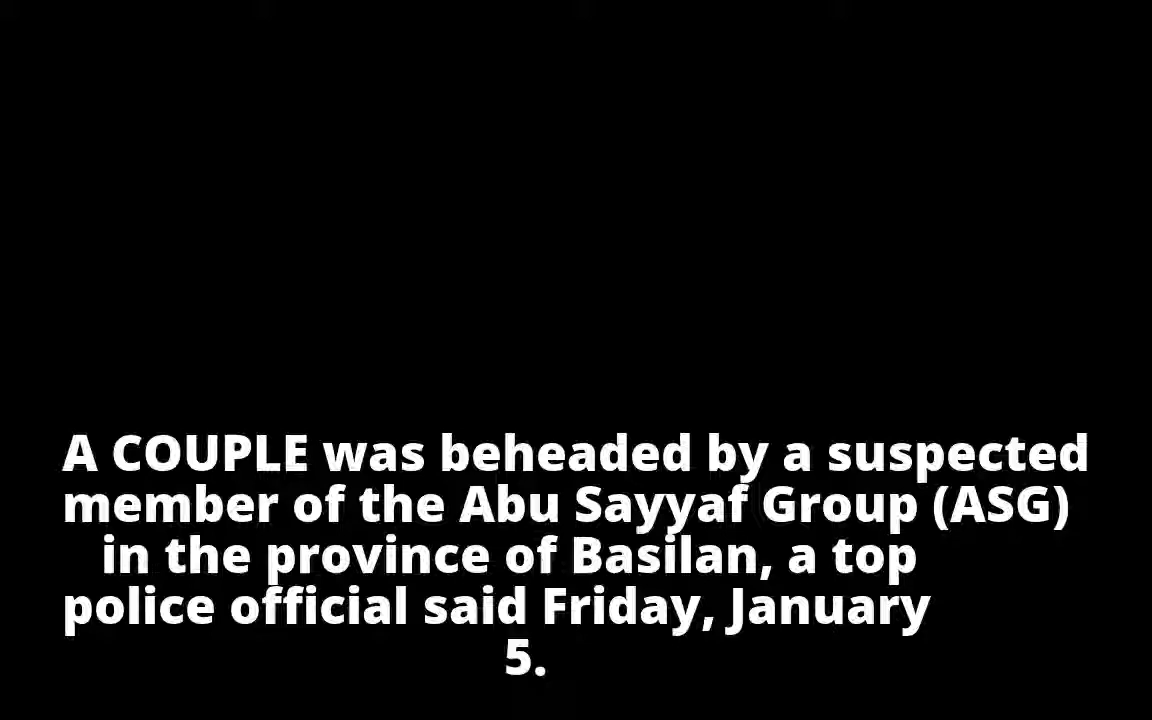 A COUPLE was beheaded by a suspected
member of the Abu Sayyaf Group (ASG)
in the province of Basilan, a top
police official said Friday, January
5.